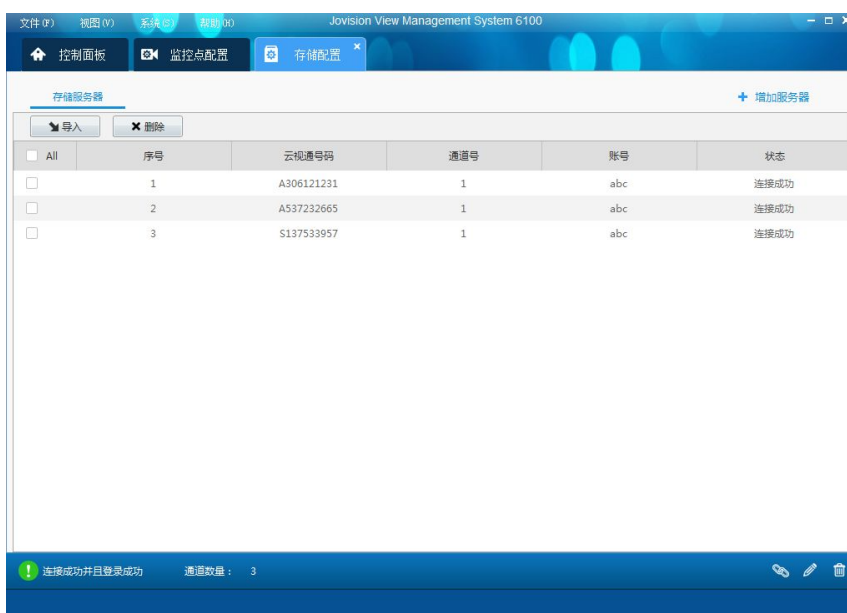 文件(F) 视图(V) 系统(S) 帮助(H) Jovision View Management System 6100
控制面板 监控点配置 存储配置
存储服务器 增加服务器
导入 删除
All 序号 云视通号码 通道号 账号 状态
1 A306121231 1 abc 连接成功
2 A537232665 1 abc 连接成功
3 S137533957 1 abc 连接成功
连接成功并且登录成功 通道数量： 3